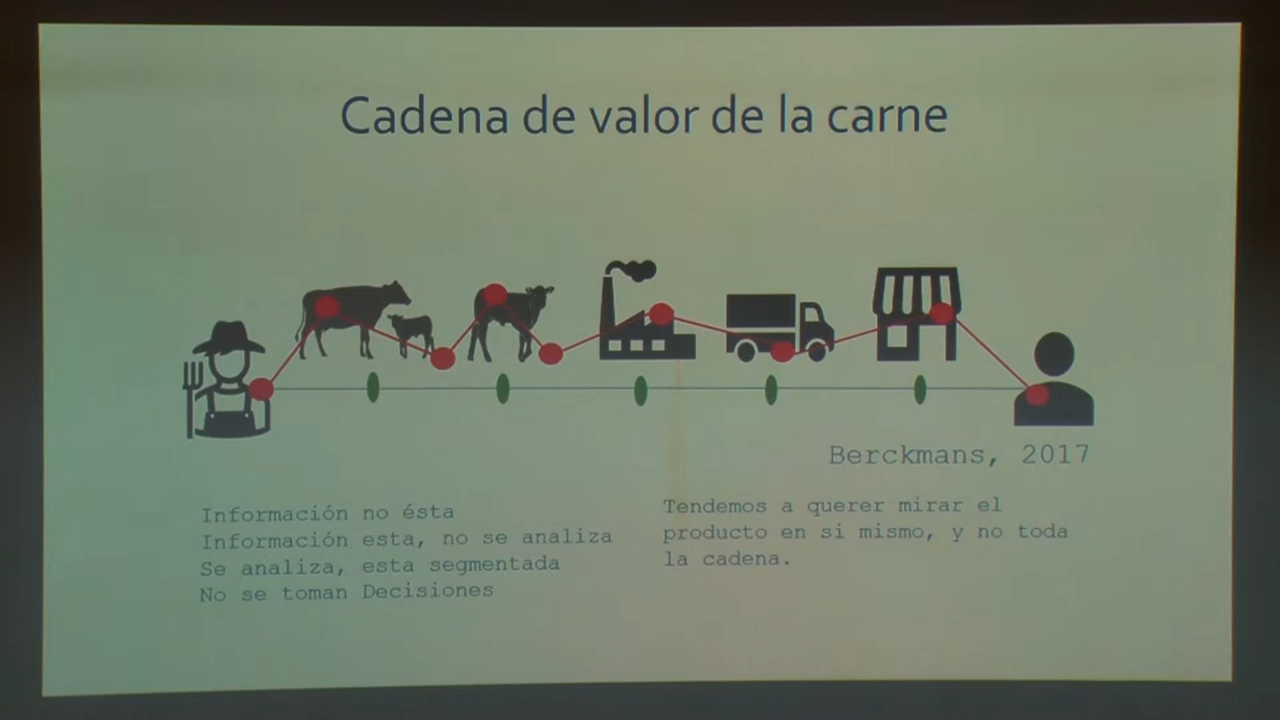 Cadena de valor de la carne
Berckmans, 2017
Información no ésta
Información esta, no se analiza
Se analiza, esta segmentada
No se toman Decisiones
Tendemos a querer mirar el
producto en si mismo, y no toda
la cadena.